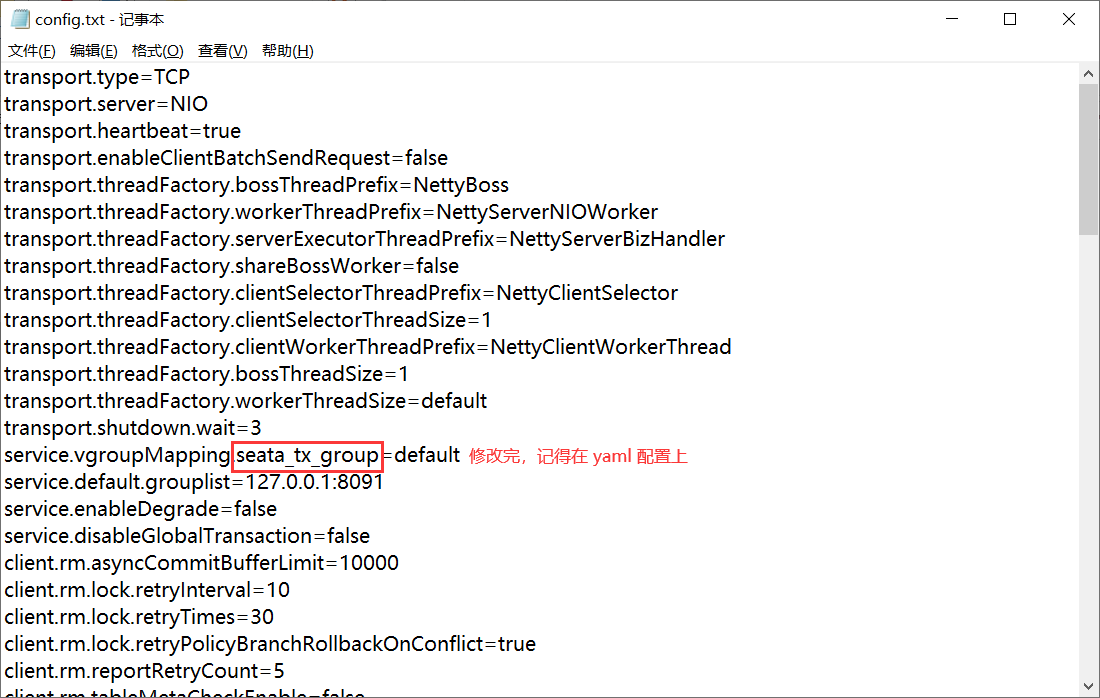 config.txt - 记事本
文件(F) 编辑(E) 格式(O) 查看(V) 帮助(H)
transport.type=TCP
transport.server=NIO
transport.heartbeat=true
transport.enableClientBatchSendRequest=false
transport.threadFactory.bossThreadPrefix=NettyBoss
transport.threadFactory.workerThreadPrefix=NettyServerNIOWorker
transport.threadFactory.serverExecutorThreadPrefix=NettyServerBizHandler
transport.threadFactory.shareBossWorker=false
transport.threadFactory.clientSelectorThreadPrefix=NettyClientSelector
transport.threadFactory.clientSelectorThreadSize=1
transport.threadFactory.clientWorkerThreadPrefix=NettyClientWorkerThread
transport.threadFactory.bossThreadSize=1
transport.threadFactory.workerThreadSize=default
transport.shutdown.wait=3
service.vgroupMapping.seata_tx_group=default 修改完，记得在 yaml 配置上
service.default.grouplist=127.0.0.1:8091
service.enableDegrade=false
service.disableGlobalTransaction=false
client.rm.asyncCommitBufferLimit=10000
client.rm.lock.retryInterval=10
client.rm.lock.retryTimes=30
client.rm.lock.retryPolicyBranchRollbackOnConflict=true
client.rm.reportRetryCount=5
client.rm.tableMetaCheckEnable=false